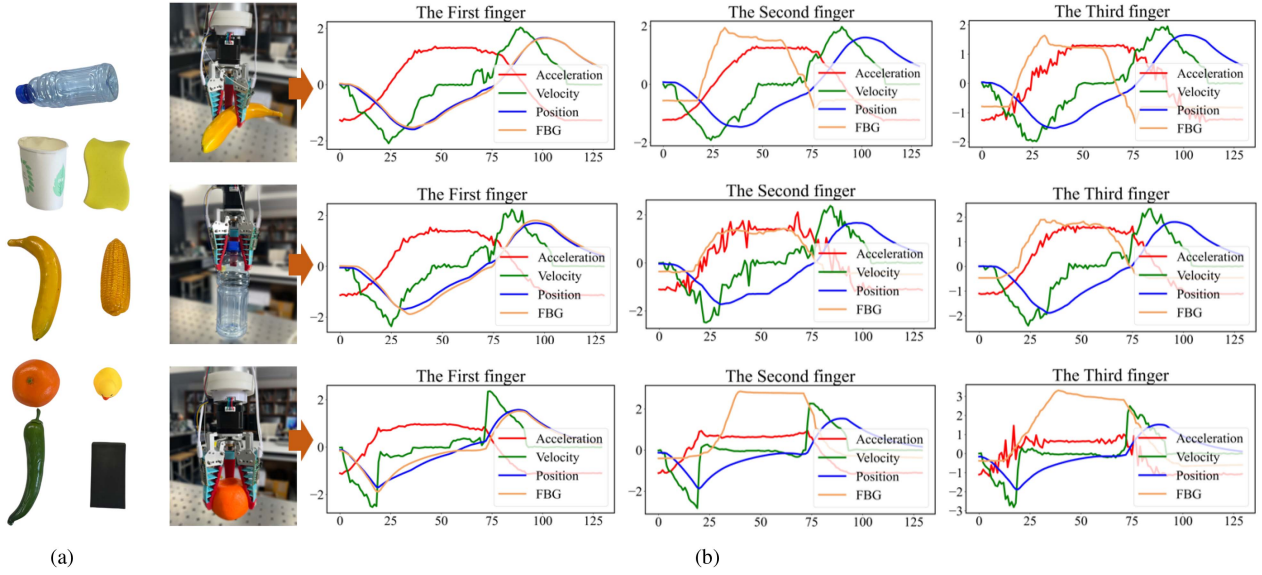 The First finger
2
0
−2
0 25 50 75 100 125
Acceleration
Velocity
Position
FBG
The Second finger
2
0
−2
0 25 50 75 100 125
Acceleration
Velocity
Position
FBG
The Third finger
2
1
0
−1
−2
0 25 50 75 100 125
Acceleration
Velocity
Position
FBG
The First finger
2
0
−2
0 25 50 75 100 125
Acceleration
Velocity
Position
FBG
The Second finger
2
0
−2
0 25 50 75 100 125
Acceleration
Velocity
Position
FBG
The Third finger
2
0
−2
0 25 50 75 100 125
Acceleration
Velocity
Position
FBG
The First finger
2
0
−2
0 25 50 75 100 125
Acceleration
Velocity
Position
FBG
The Second finger
2
0
−2
0 25 50 75 100 125
Acceleration
Velocity
Position
FBG
The Third finger
3
2
1
0
−1
−2
−3
0 25 50 75 100 125
Acceleration
Velocity
Position
FBG
(a)
(b)